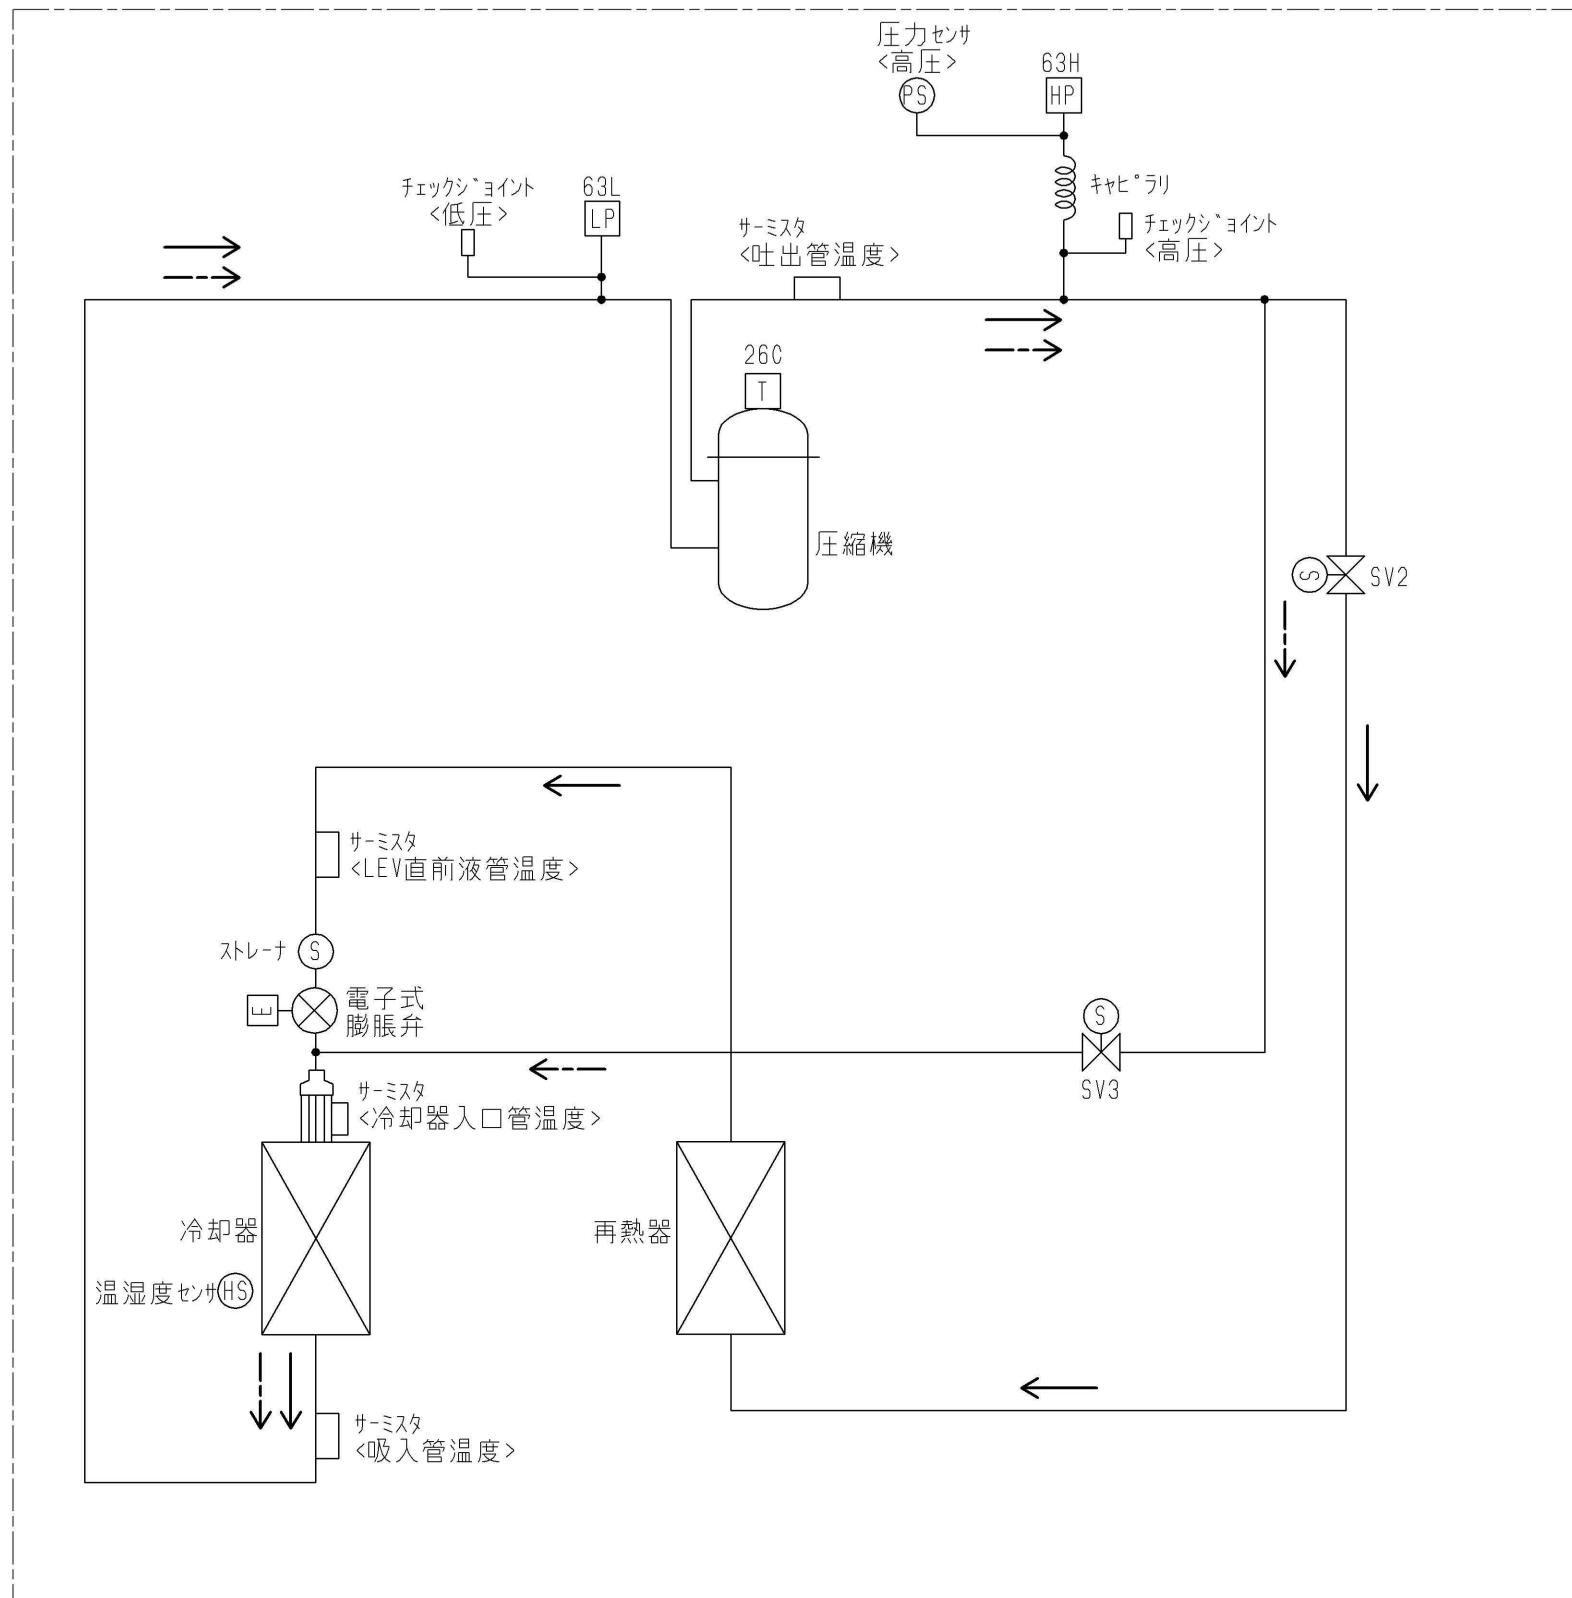 圧力センサ
<高圧>
PS
63H
HP
キャピラリ
チェックジョイント
<高圧>
チェックジョイント
<低圧>
63L
LP
サーミスタ
<吐出管温度>
26C
T
圧縮機
S
SV2
サーミスタ
<LEV直前液管温度>
ストレーナ
S
E
電子式
膨脹弁
S
SV3
サーミスタ
<冷却器入口管温度>
冷却器
再熱器
温湿度センサ
HS
サーミスタ
<吸入管温度>